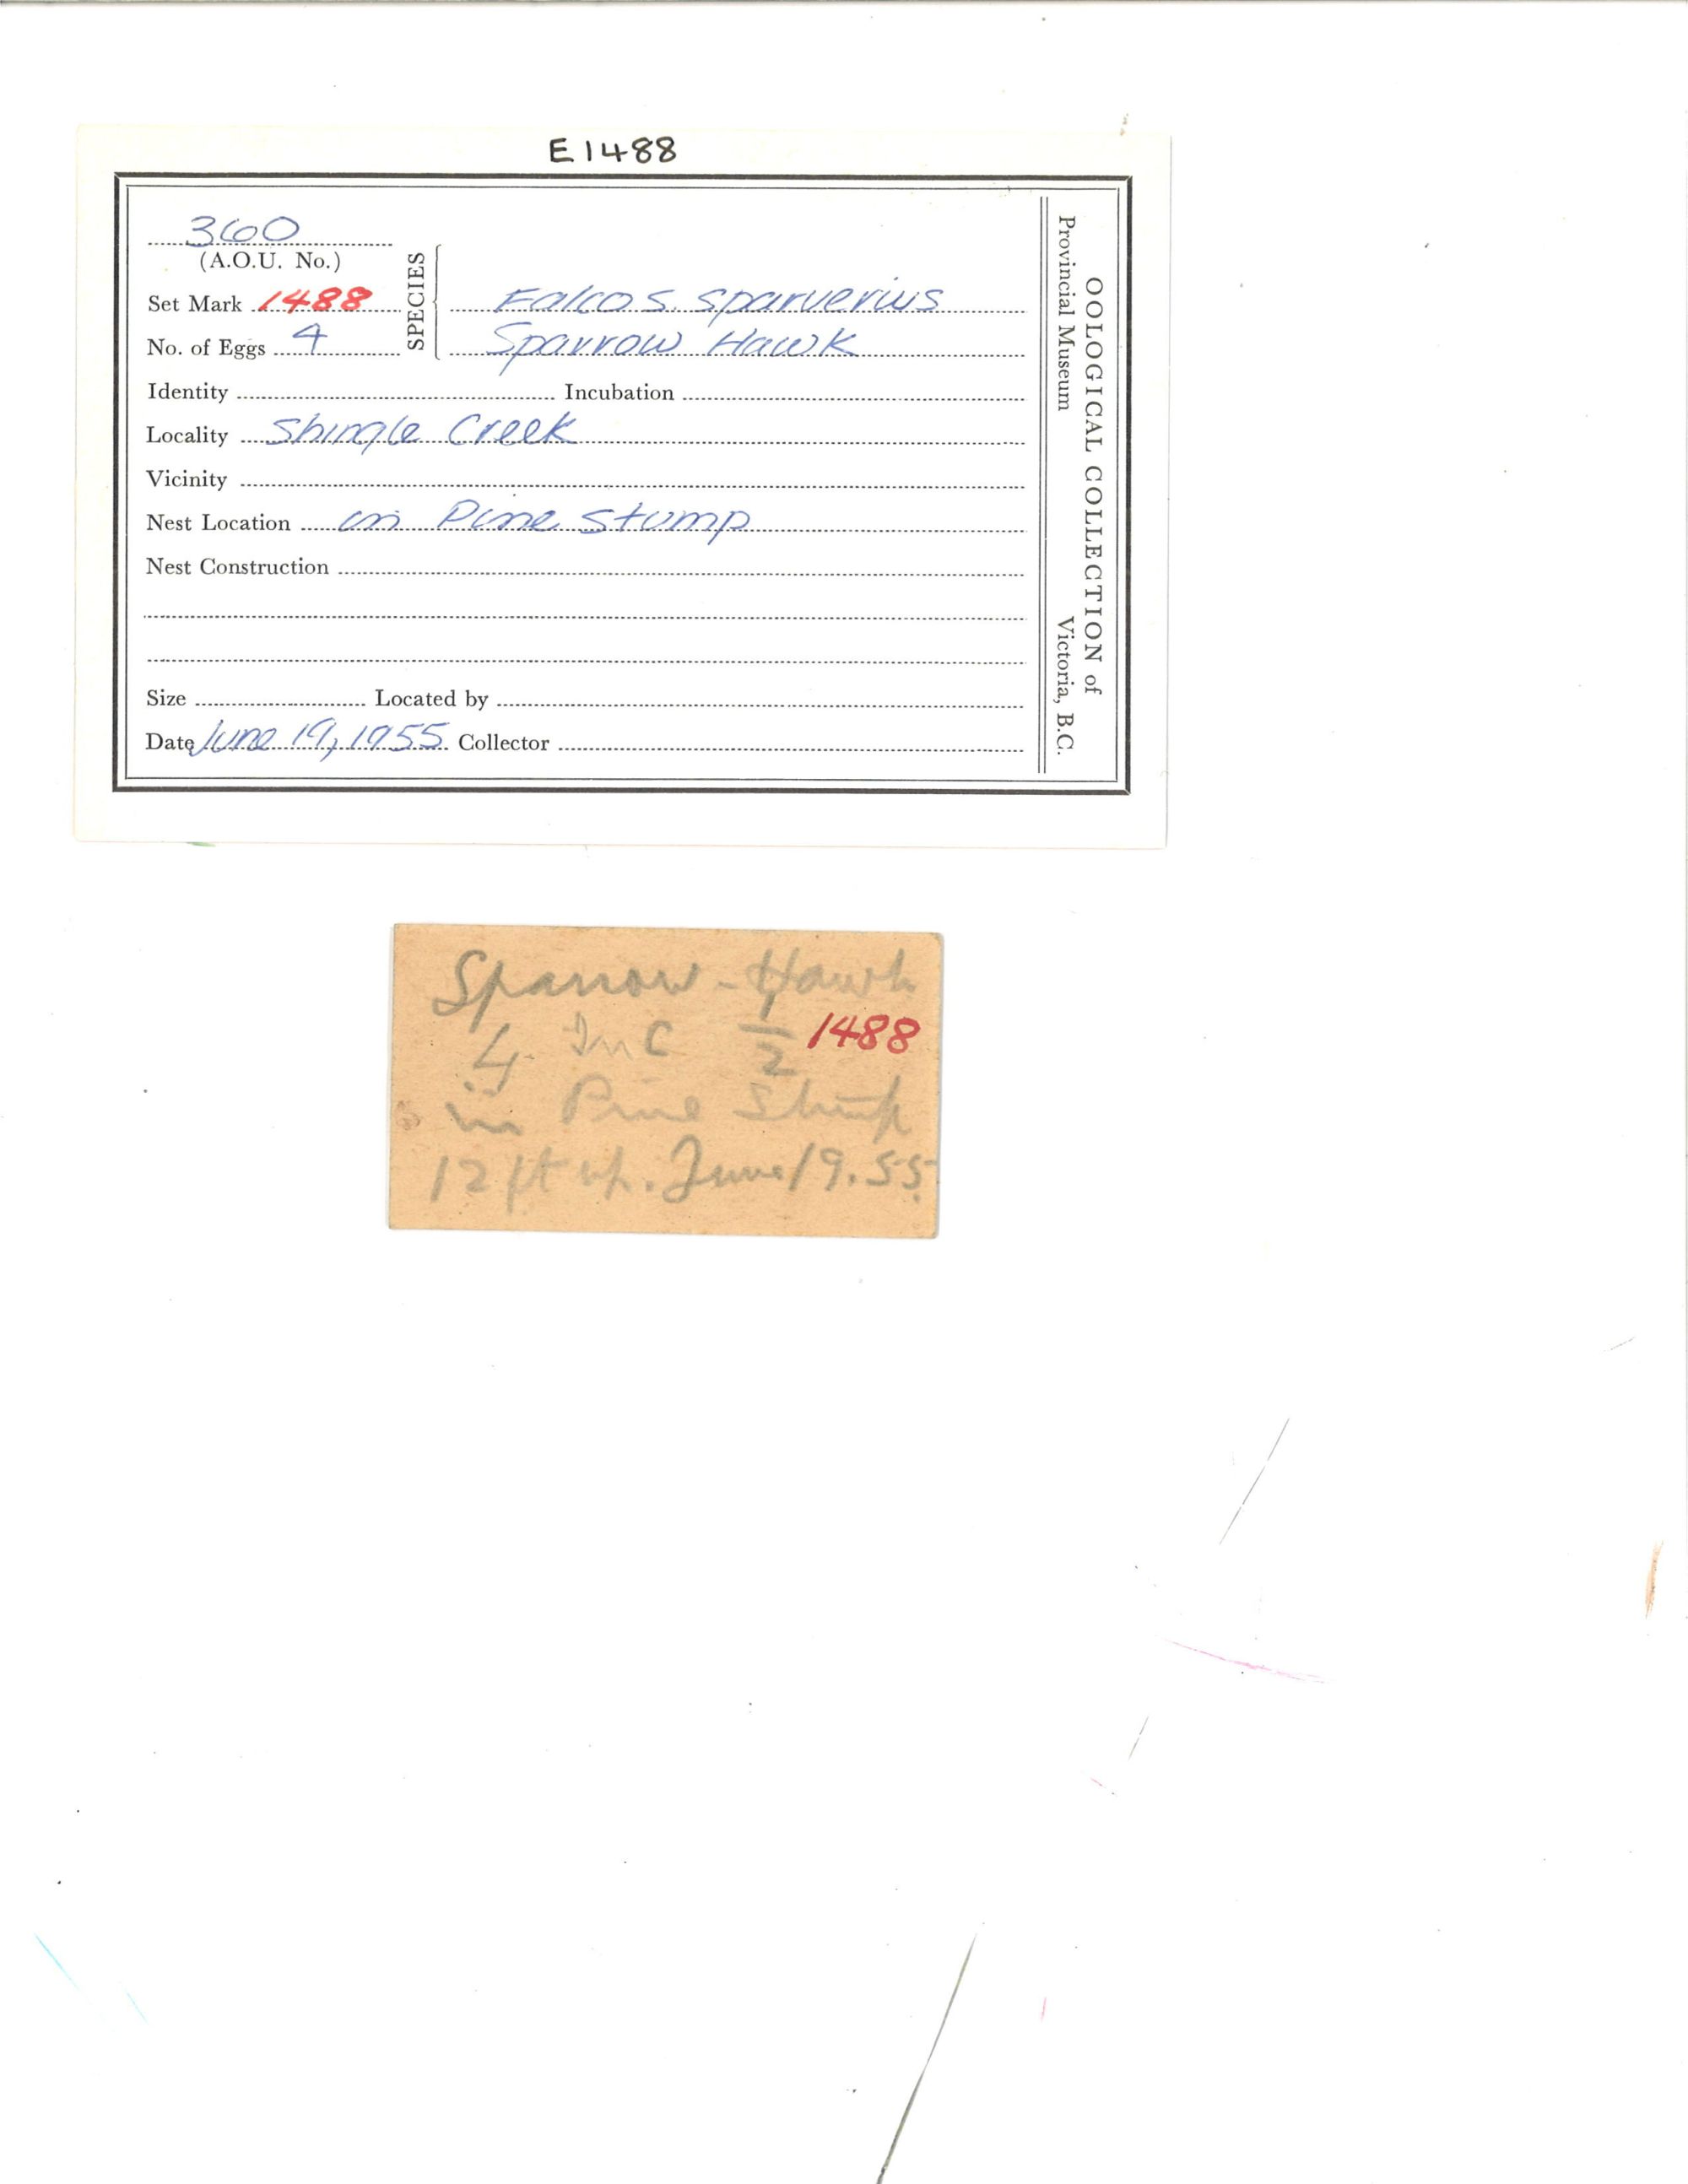 E1488
360
(A.O.U. No.)
SPECIES
Set Mark 1488
Falco s. sparverius
No. of Eggs 4
Sparrow Hawk
Identity Incubation
Locality Shingle Creek
Vicinity
Nest Location in Pine Stump
Nest Construction
Size Located by
Date June 19, 1955 Collector
OOLOGICAL COLLECTION of
Provincial Museum Victoria, B.C.
Sparrow-Hawk
4. Inc 1/2 1488
in Pine Stump
12 ft up. June 19.55.